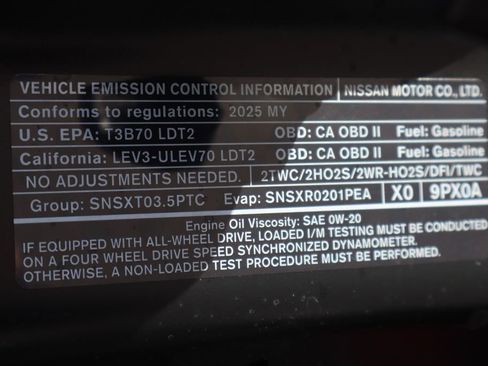 VEHICLE EMISSION CONTROL INFORMATION NISSAN MOTOR CO., LTD.
Conforms to regulations: 2025 MY
U.S. EPA: T3B70 LDT2 OBD: CA OBD II Fuel: Gasoline
California: LEV3-ULEV70 LDT2 OBD: CA OBD II Fuel: Gasoline
NO ADJUSTMENTS NEEDED. 2TWC/2HO2S/2WR-HO2S/DFI/TWC
Group: SNSXT03.5PTC Evap: SNSXR0201PEA X0 9PX0A
Engine Oil Viscosity: SAE 0W-20
IF EQUIPPED WITH ALL-WHEEL DRIVE, LOADED I/M TESTING MUST BE CONDUCTED
ON A FOUR WHEEL DRIVE SPEED SYNCHRONIZED DYNAMOMETER.
OTHERWISE, A NON-LOADED TEST PROCEDURE MUST BE PERFORMED.